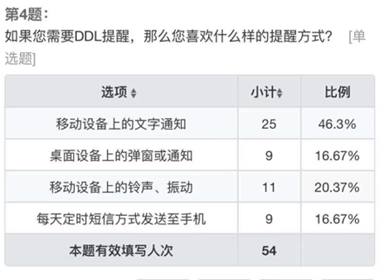 第4题：
如果您需要DDL提醒，那么您喜欢什么样的提醒方式？ [单
选题]
选项 小计 比例
移动设备上的文字通知 25 46.3%
桌面设备上的弹窗或通知 9 16.67%
移动设备上的铃声、振动 11 20.37%
每天定时短信方式发送至手机 9 16.67%
本题有效填写人次 54